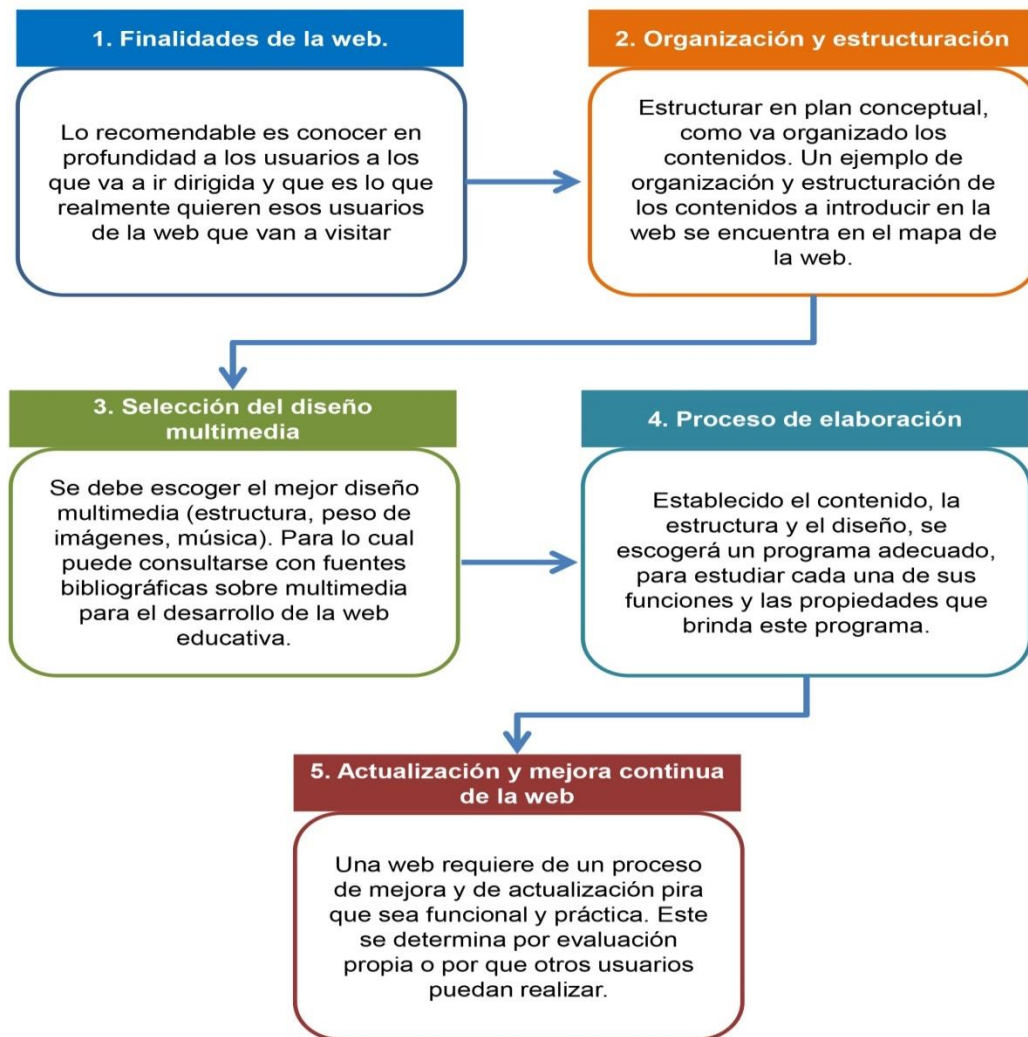 1. Finalidades de la web.
Lo recomendable es conocer en
profundidad a los usuarios a los
que va a ir dirigida y que es lo que
realmente quieren esos usuarios
de la web que van a visitar
2. Organización y estructuración
Estructurar en plan conceptual,
como va organizado los
contenidos. Un ejemplo de
organización y estructuración de
los contenidos a introducir en la
web se encuentra en el mapa de
la web.
3. Selección del diseño
multimedia
Se debe escoger el mejor diseño
multimedia (estructura, peso de
imágenes, música). Para lo cual
puede consultarse con fuentes
bibliográficas sobre multimedia
para el desarrollo de la web
educativa.
4. Proceso de elaboración
Establecido el contenido, la
estructura y el diseño, se
escogerá un programa adecuado,
para estudiar cada una de sus
funciones y las propiedades que
brinda este programa.
5. Actualización y mejora continua
de la web
Una web requiere de un proceso
de mejora y de actualización pira
que sea funcional y práctica. Este
se determina por evaluación
propia o por que otros usuarios
puedan realizar.